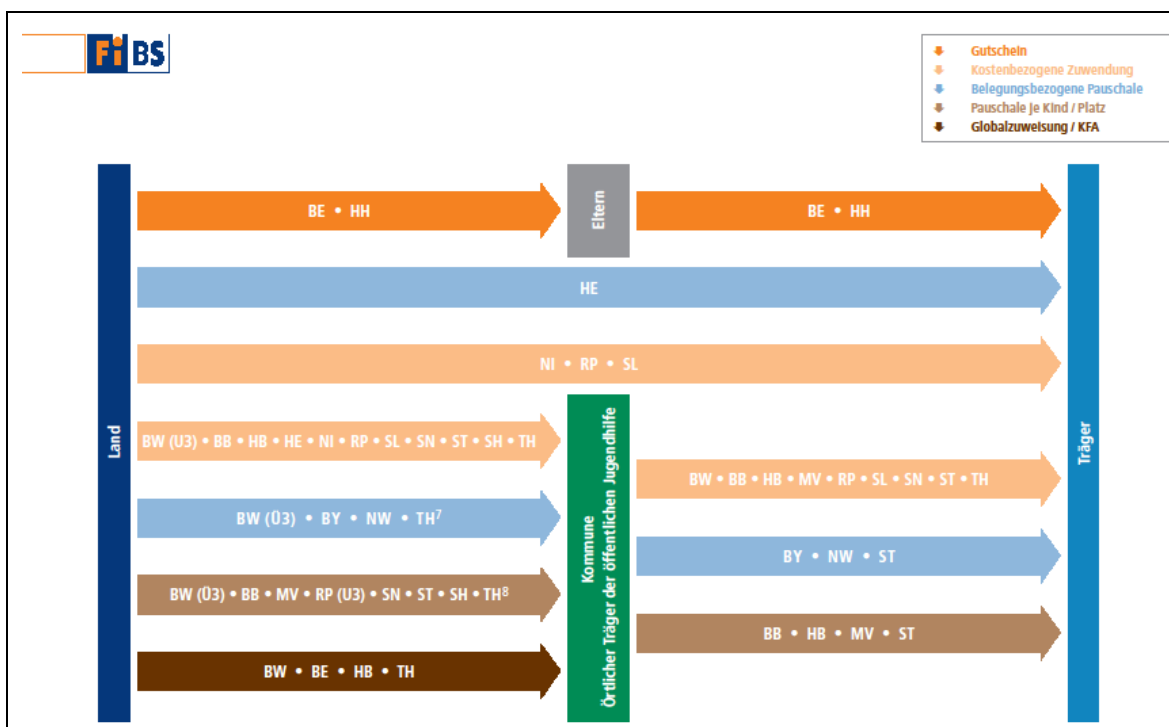 FiBS
Gutschein
Kostenbezogene Zuwendung
Belegungsbezogene Pauschale
Pauschale je Kind / Platz
Globalzuweisung / KFA
Land
BE • HH
Eltern
BE • HH
Träger
HE
NI • RP • SL
BW (U3) • BB • HB • HE • NI • RP • SL • SN • ST • SH • TH
Kommune
Örtlicher Träger der öffentlichen Jugendhilfe
BW • BB • HB • MV • RP • SL • SN • ST • TH
BW (Ü3) • BY • NW • TH⁷
BY • NW • ST
BW (Ü3) • BB • MV • RP (U3) • SN • ST • SH • TH⁸
BB • HB • MV • ST
BW • BE • HB • TH